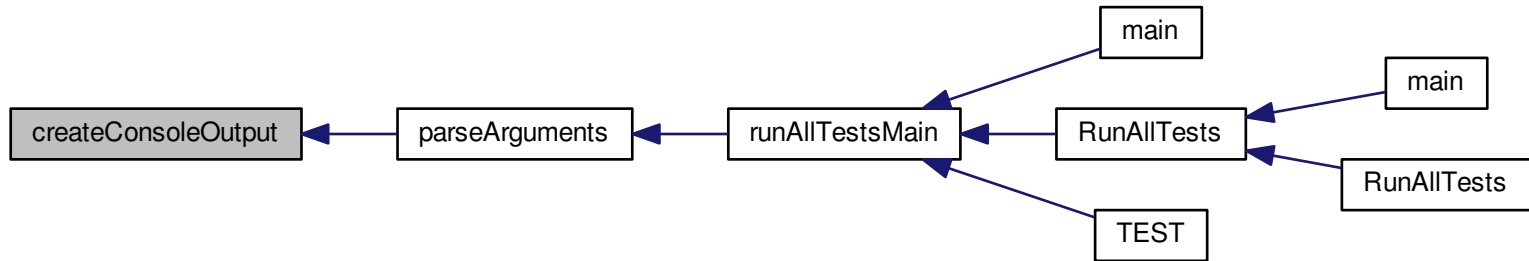 createConsoleOutput
parseArguments
runAllTestsMain
main
RunAllTests
TEST
main
RunAllTests